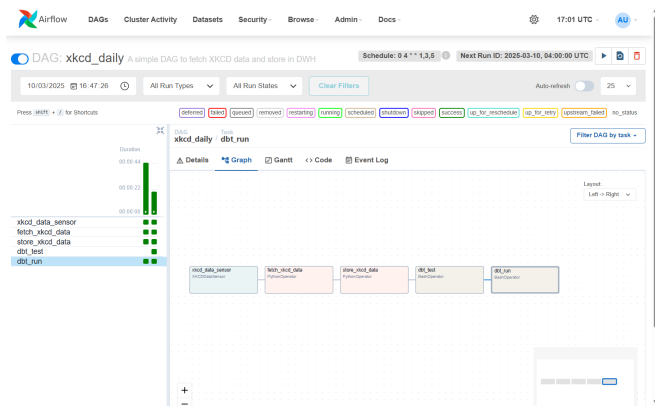 Airflow DAGs Cluster Activity Datasets Security Browse Admin Docs 17:01 UTC AU
DAG: xkcd_daily A simple DAG to fetch XKCD data and store in DWH Schedule: 0 4 * * 1,3,5 Next Run ID: 2025-03-10, 04:00:00 UTC
10/03/2025 16:47:26 All Run Types All Run States Clear Filters Auto-refresh 25
Press shift + / for Shortcuts deferred failed queued removed restarting running scheduled shutdown skipped success up_for_reschedule up_for_retry upstream_failed no_status
DAG Task
xkcd_daily / dbt_run Filter DAG by task
Duration
00:00:44
00:00:22
00:00:00
Details Graph Gantt <> Code Event Log
Layout:
Left -> Right
xkcd_data_sensor
fetch_xkcd_data
store_xkcd_data
dbt_test
dbt_run
xkcd_data_sensor fetch_xkcd_data store_xkcd_data dbt_test dbt_run
XKCDDataSensor PythonOperator PythonOperator BashOperator BashOperator
+